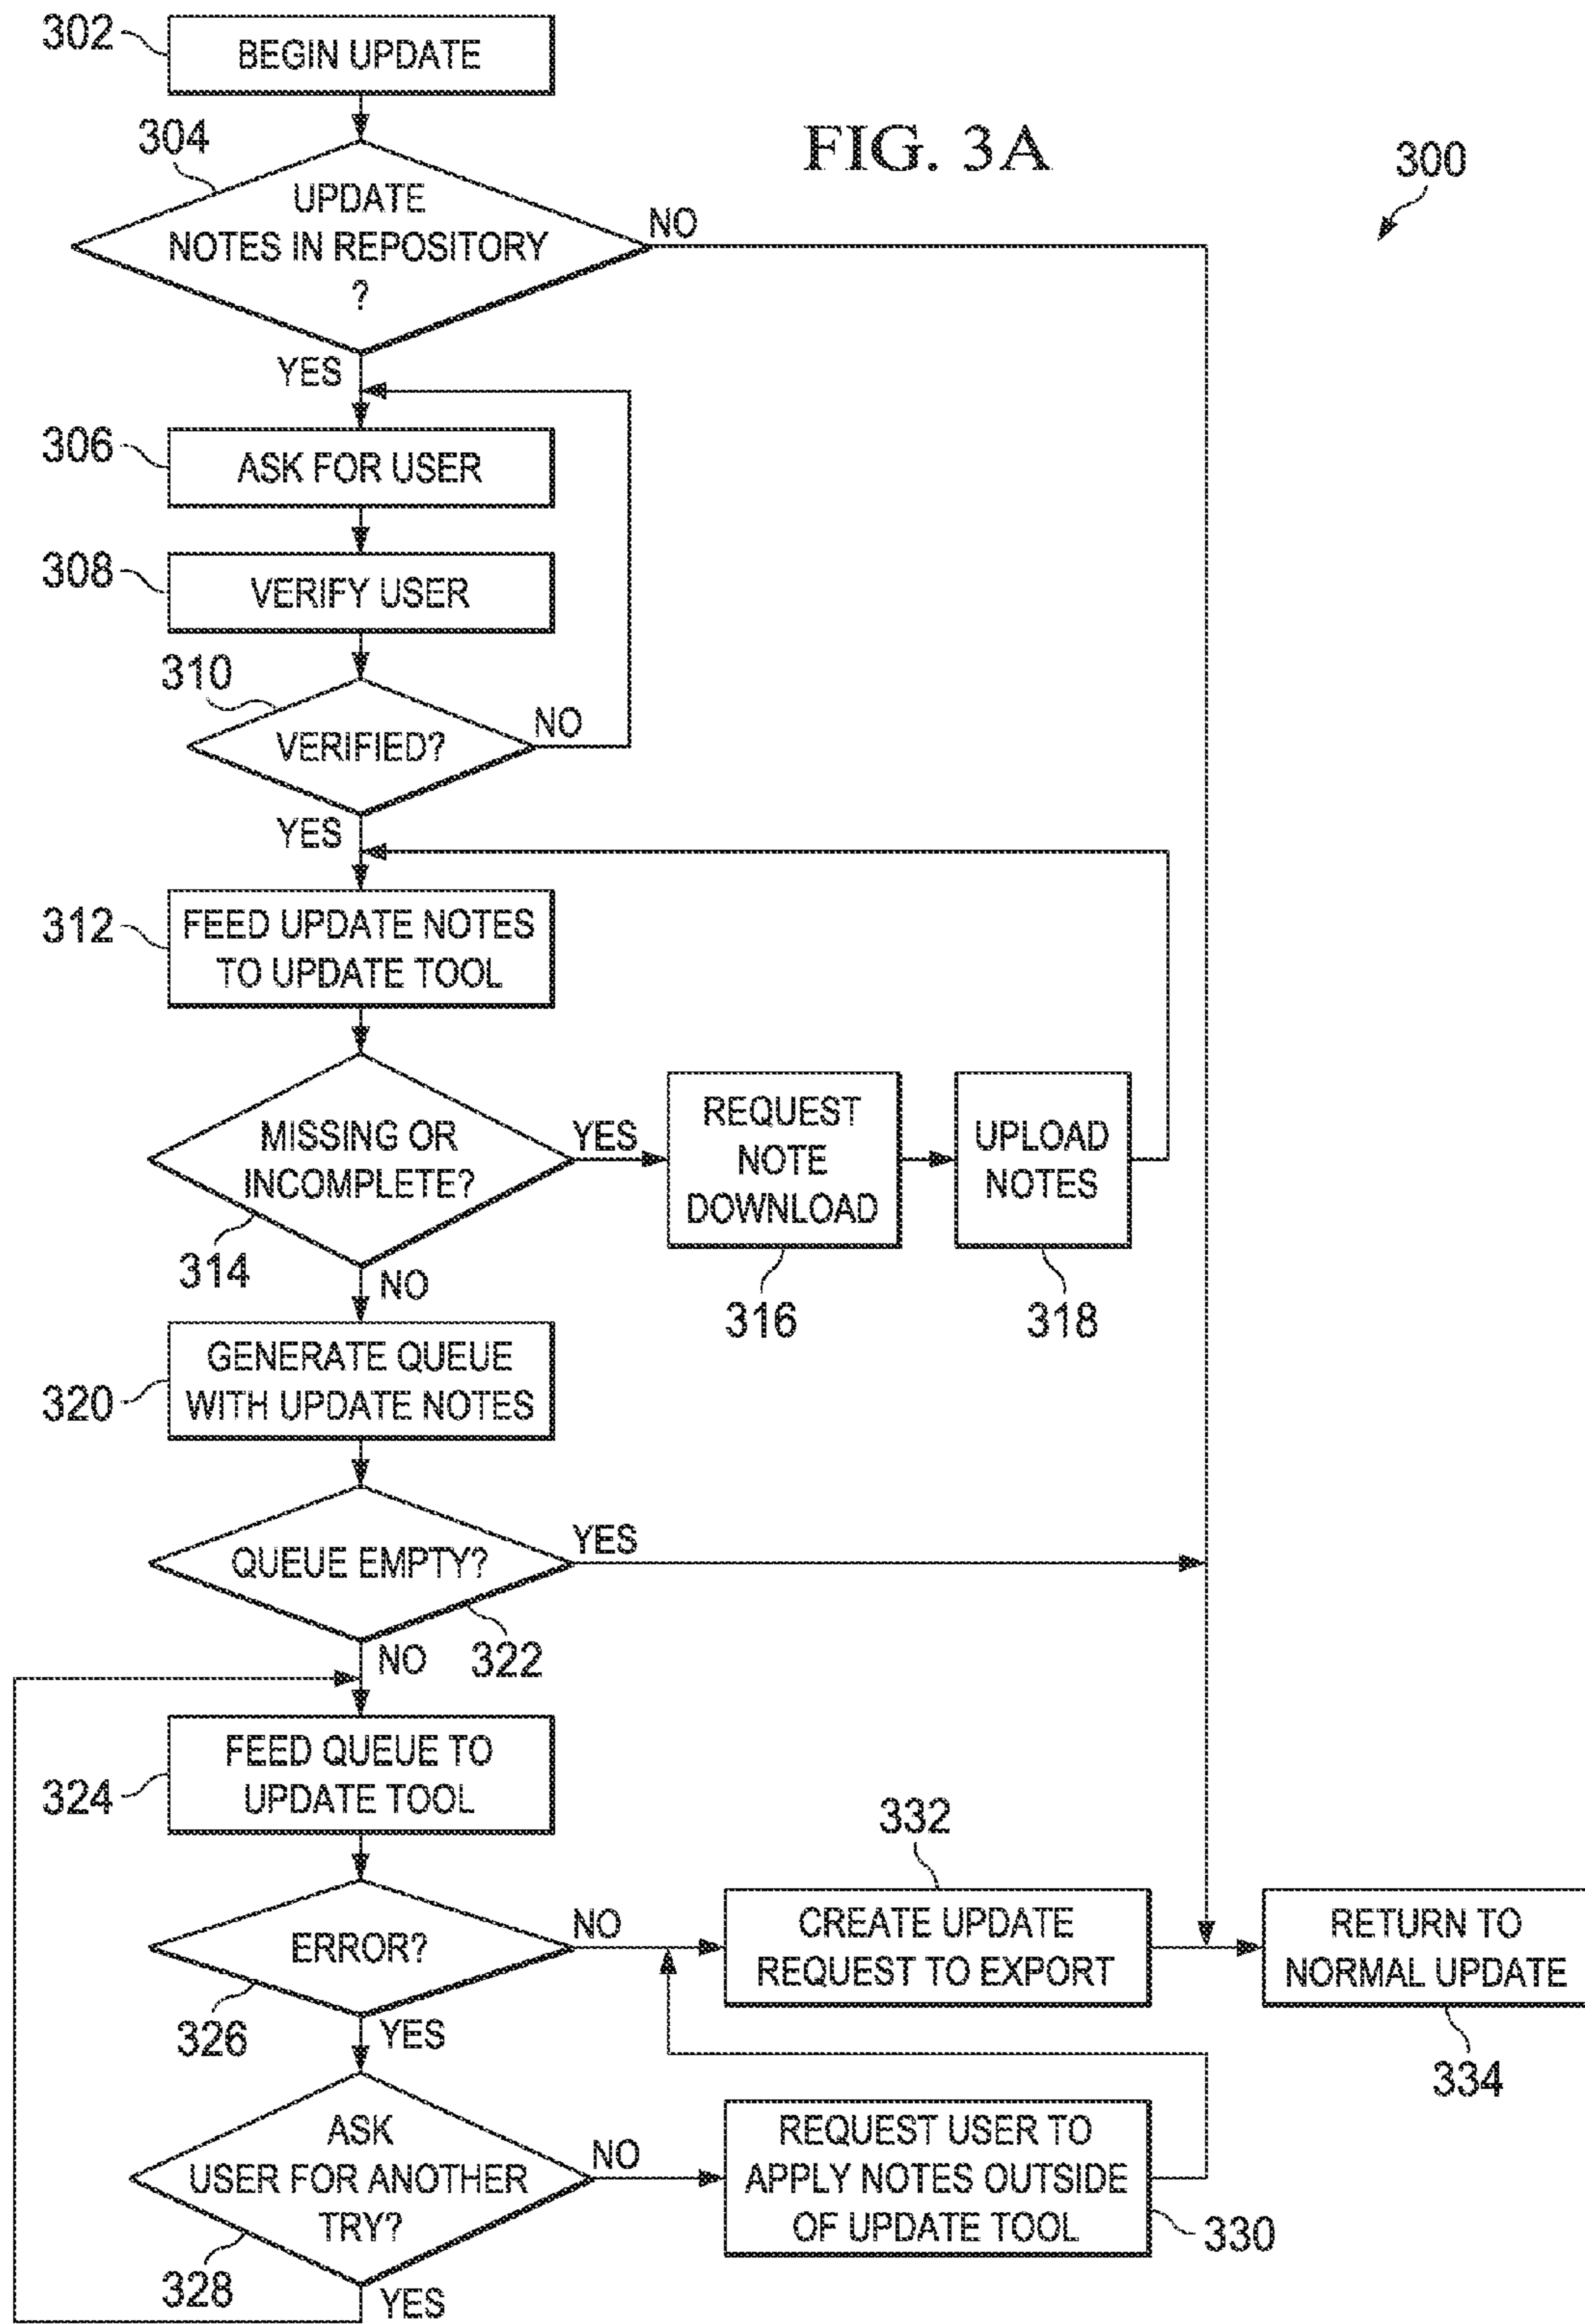 302
BEGIN UPDATE
FIG. 3A
300
304
UPDATE
NOTES IN REPOSITORY
?
NO
YES
306
ASK FOR USER
308
VERIFY USER
310
VERIFIED?
NO
YES
312
FEED UPDATE NOTES
TO UPDATE TOOL
MISSING OR
INCOMPLETE?
YES
314
NO
REQUEST
NOTE
DOWNLOAD
316
UPLOAD
NOTES
318
320
GENERATE QUEUE
WITH UPDATE NOTES
QUEUE EMPTY?
YES
322
NO
324
FEED QUEUE TO
UPDATE TOOL
ERROR?
NO
326
YES
332
CREATE UPDATE
REQUEST TO EXPORT
RETURN TO
NORMAL UPDATE
334
ASK
USER FOR ANOTHER
TRY?
NO
328
YES
REQUEST USER TO
APPLY NOTES OUTSIDE
OF UPDATE TOOL
330